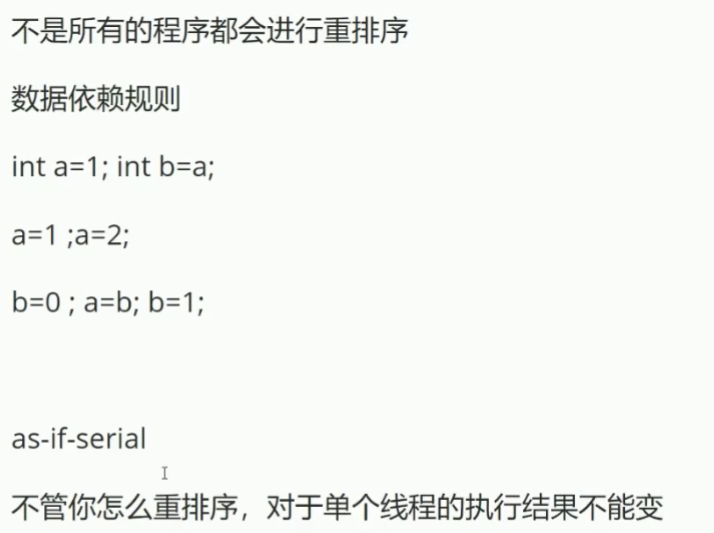 不是所有的程序都会进行重排序
数据依赖规则
int a=1; int b=a;
a=1 ;a=2;
b=0 ; a=b; b=1;
as-if-serial
不管你怎么重排序，对于单个线程的执行结果不能变